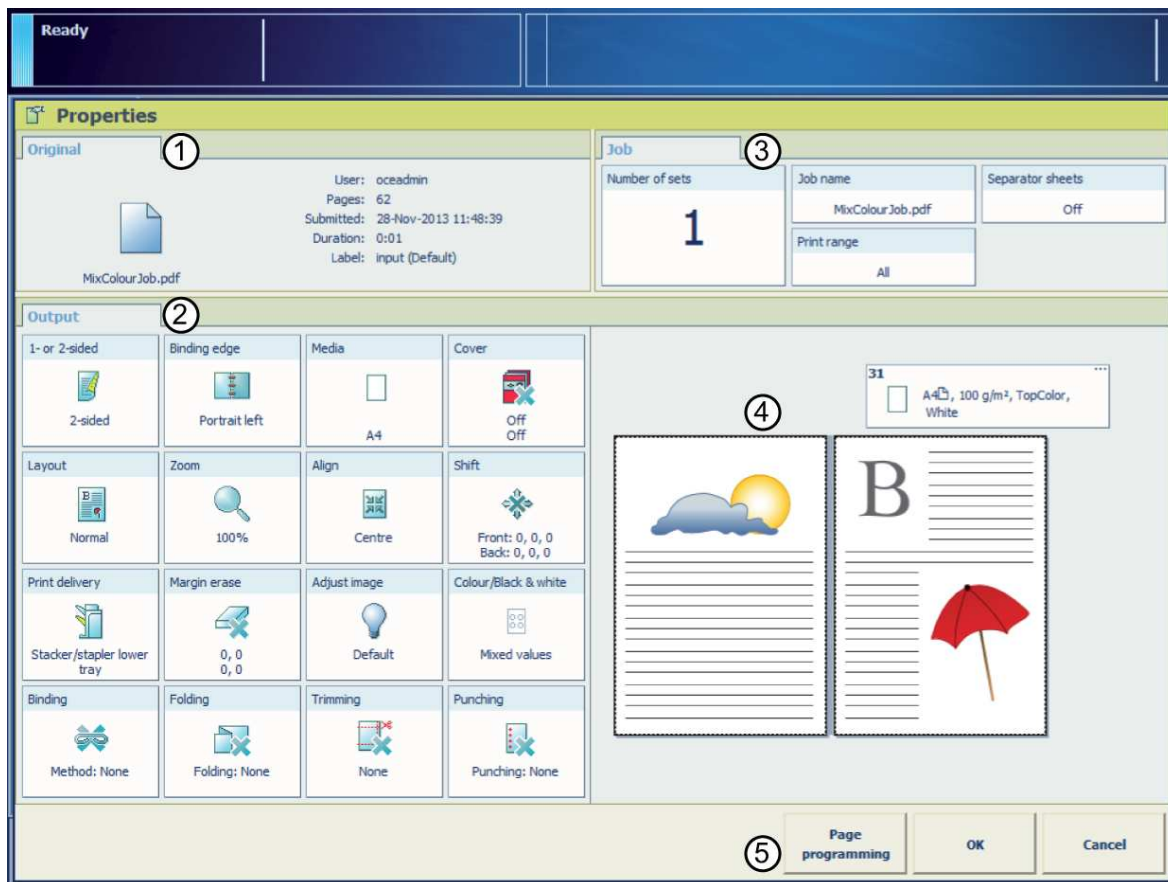 Ready
Properties
Original
1
User: oceadmin
Pages: 62
Submitted: 28-Nov-2013 11:48:39
Duration: 0:01
Label: input (Default)
MixColourJob.pdf
Job
3
Number of sets
1
Job name
MixColourJob.pdf
Separator sheets
Off
Print range
All
Output
2
1- or 2-sided
2-sided
Binding edge
Portrait left
Media
A4
Cover
Off
Off
Layout
Normal
Zoom
100%
Align
Centre
Shift
Front: 0, 0, 0
Back: 0, 0, 0
Print delivery
Stacker/stapler lower
tray
Margin erase
0, 0
0, 0
Adjust image
Default
Colour/Black & white
Mixed values
Binding
Method: None
Folding
Folding: None
Trimming
None
Punching
Punching: None
4
31
...
A4, 100 g/m², TopColor,
White
B
5
Page
programming
OK
Cancel